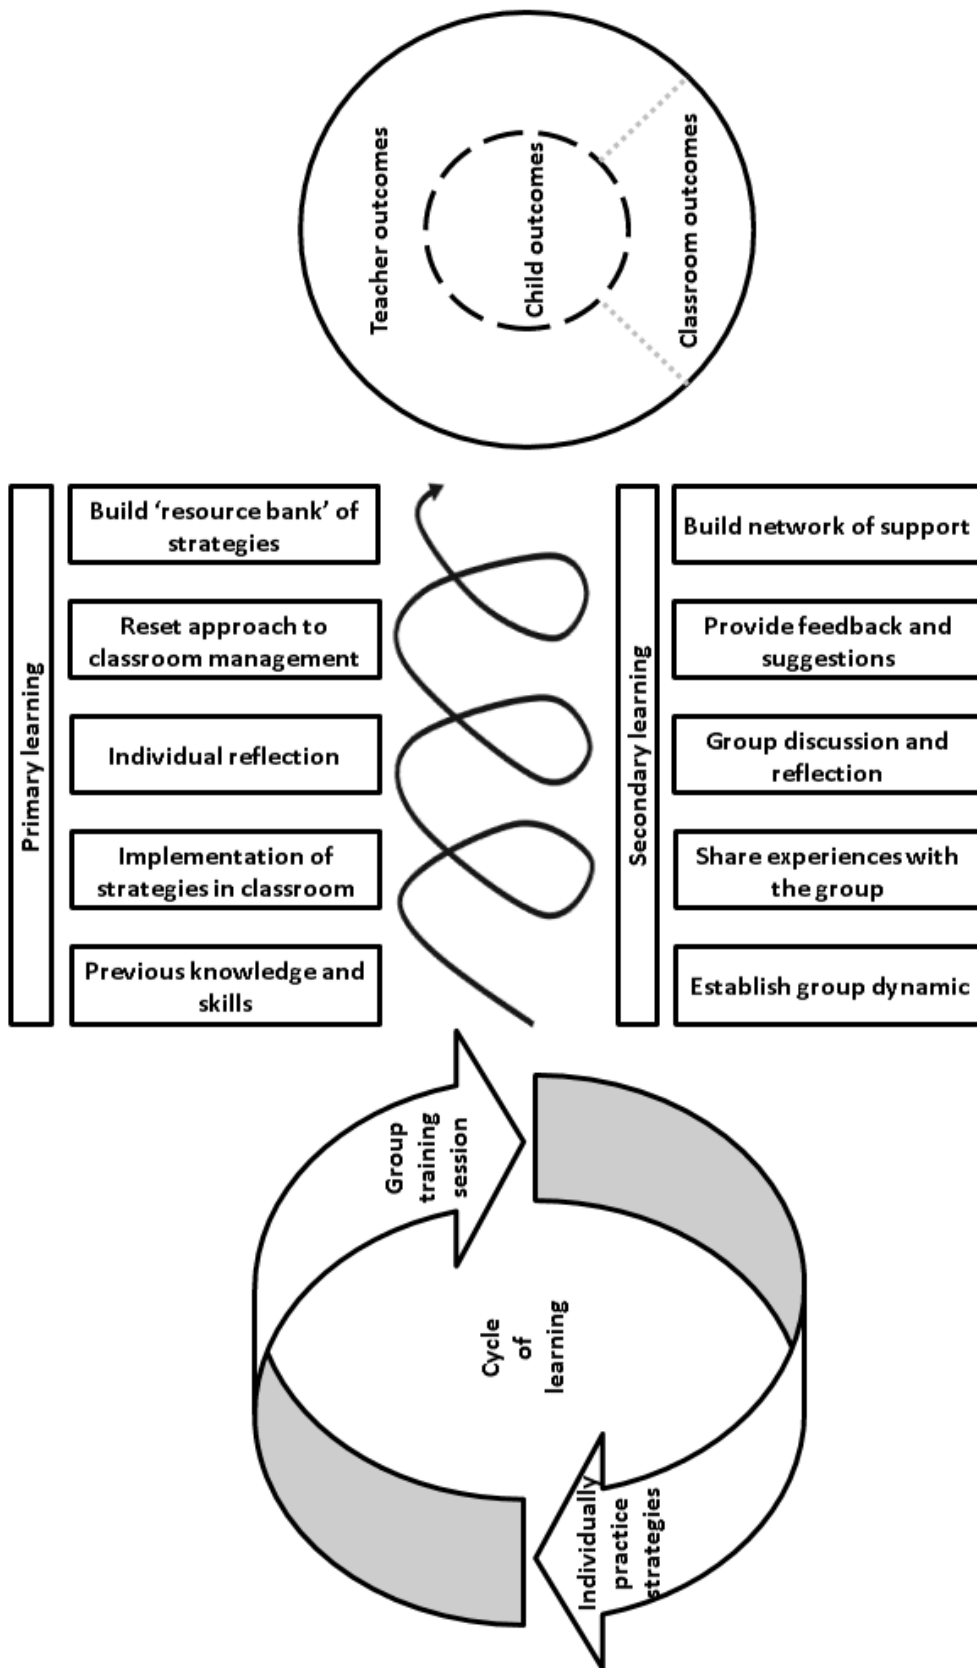 Teacher outcomes
Child outcomes
Classroom outcomes
Primary learning
Build ‘resource bank’ of
strategies
Reset approach to
classroom management
Individual reflection
Implementation of
strategies in classroom
Previous knowledge and
skills
Secondary learning
Build network of support
Provide feedback and
suggestions
Group discussion and
reflection
Share experiences with
the group
Establish group dynamic
Group
training
session
Cycle
of
learning
Individually
practice
strategies